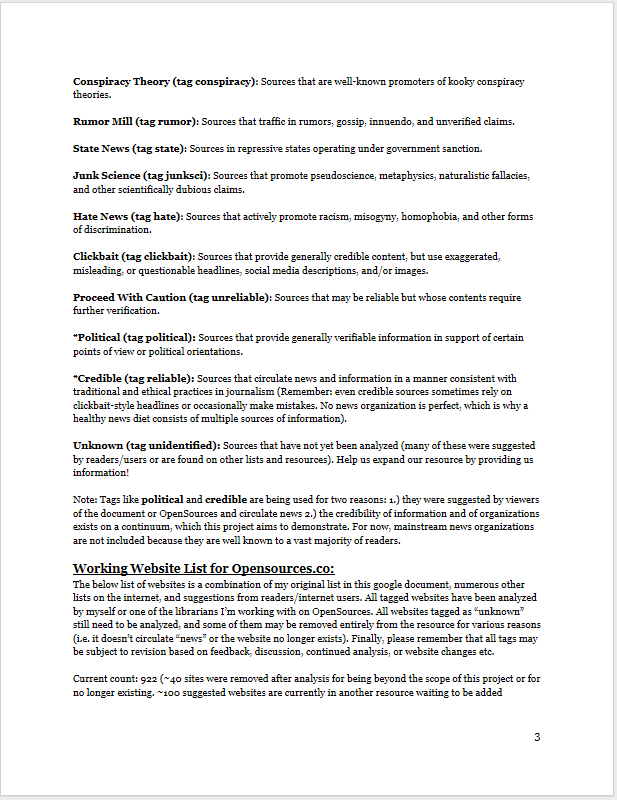 Conspiracy Theory (tag conspiracy): Sources that are well-known promoters of kooky conspiracy
theories.
Rumor Mill (tag rumor): Sources that traffic in rumors, gossip, innuendo, and unverified claims.
State News (tag state): Sources in repressive states operating under government sanction.
Junk Science (tag junksci): Sources that promote pseudoscience, metaphysics, naturalistic fallacies,
and other scientifically dubious claims.
Hate News (tag hate): Sources that actively promote racism, misogyny, homophobia, and other forms
of discrimination.
Clickbait (tag clickbait): Sources that provide generally credible content, but use exaggerated,
misleading, or questionable headlines, social media descriptions, and/or images.
Proceed With Caution (tag unreliable): Sources that may be reliable but whose contents require
further verification.
*Political (tag political): Sources that provide generally verifiable information in support of certain
points of view or political orientations.
*Credible (tag reliable): Sources that circulate news and information in a manner consistent with
traditional and ethical practices in journalism (Remember: even credible sources sometimes rely on
clickbait-style headlines or occasionally make mistakes. No news organization is perfect, which is why a
healthy news diet consists of multiple sources of information).
Unknown (tag unidentified): Sources that have not yet been analyzed (many of these were suggested
by readers/users or are found on other lists and resources). Help us expand our resource by providing us
information!
Note: Tags like political and credible are being used for two reasons: 1.) they were suggested by viewers
of the document or OpenSources and circulate news 2.) the credibility of information and of organizations
exists on a continuum, which this project aims to demonstrate. For now, mainstream news organizations
are not included because they are well known to a vast majority of readers.
Working Website List for Opensources.co:
The below list of websites is a combination of my original list in this google document, numerous other
lists on the internet, and suggestions from readers/internet users. All tagged websites have been analyzed
by myself or one of the librarians I'm working with on OpenSources. All websites tagged as "unknown"
still need to be analyzed, and some of them may be removed entirely from the resource for various reasons
(i.e. it doesn't circulate "news" or the website no longer exists). Finally, please remember that all tags may
be subject to revision based on feedback, discussion, continued analysis, or website changes etc.
Current count: 922 (~40 sites were removed after analysis for being beyond the scope of this project or for
no longer existing. ~100 suggested websites are currently in another resource waiting to be added
3